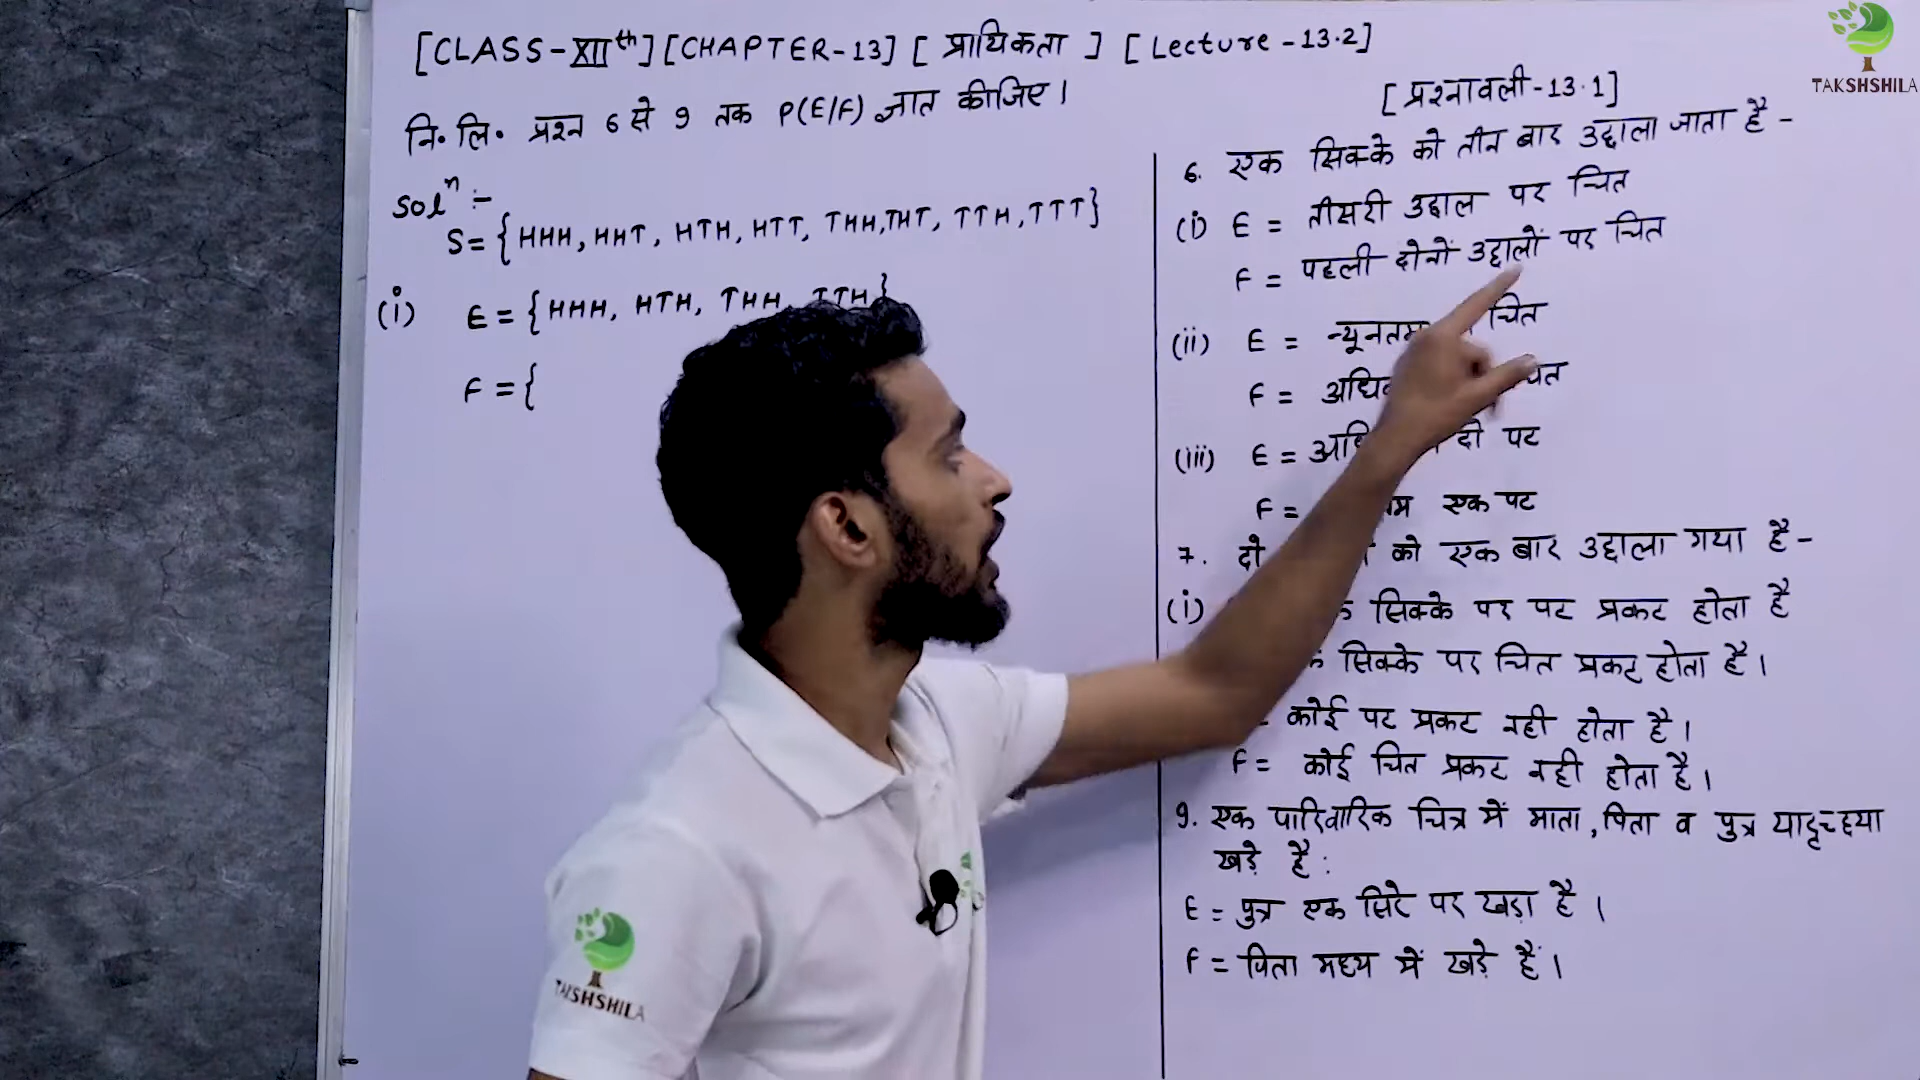 [CLASS-XIIth] [CHAPTER-13] [ प्रायिकता ] [ Lecture-13.2]
नि. लि. प्रश्न 6 से 9 तक P(E/F) ज्ञात कीजिए।
Solⁿ :-
S = {HHH, HHT, HTH, HTT, THH, THT, TTH, TTT}
(i) E = {HHH, HTH, THH, TTH}
F = {
[प्रश्नावली-13.1]
6. एक सिक्के को तीन बार उछाला जाता है -
(i) E = तीसरी उछाल पर चित
F = पहली दोनों उछालों पर चित
(ii) E = न्यूनतम चित
F =
(iii) E = दो पट
F = एक पट
7. दो को एक बार उछाला गया है -
(i) सिक्के पर पट प्रकट होता है
सिक्के पर चित प्रकट होता है।
कोई पट प्रकट नही होता है।
F = कोई चित प्रकट नही होता है।
9. एक पारिवारिक चित्र में माता, पिता व पुत्र यादृच्छया
खड़े है :
E = पुत्र एक सिरे पर खड़ा है।
F = पिता मध्य में खड़े हैं।
TAKSHSHILA
TAKSHSHILA